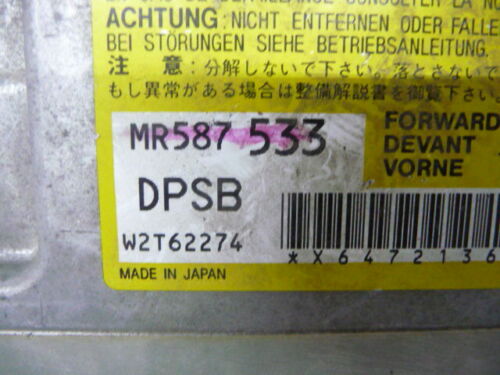 ACHTUNG: NICHT ENTFERNEN ODER FALLE
BEI STÖRUNGEN SIEHE BETRIEBSANLEITUNG.
注 意：分解しないで下さい。落とさないで
もし異常がある場合は整備解説書を御覧下さい.
MR587 533
FORWARD
DEVANT
VORNE
DPSB
W2T62274
*X6472136
MADE IN JAPAN